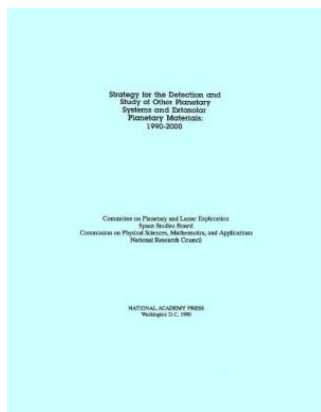 Strategy for the Detection and
Study of Other Planetary
Systems and Extrasolar
Planetary Materials:
1990-2000
Committee on Planetary and Lunar Exploration
Space Studies Board
Commission on Physical Sciences, Mathematics, and Applications
National Research Council
NATIONAL ACADEMY PRESS
Washington D.C. 1990